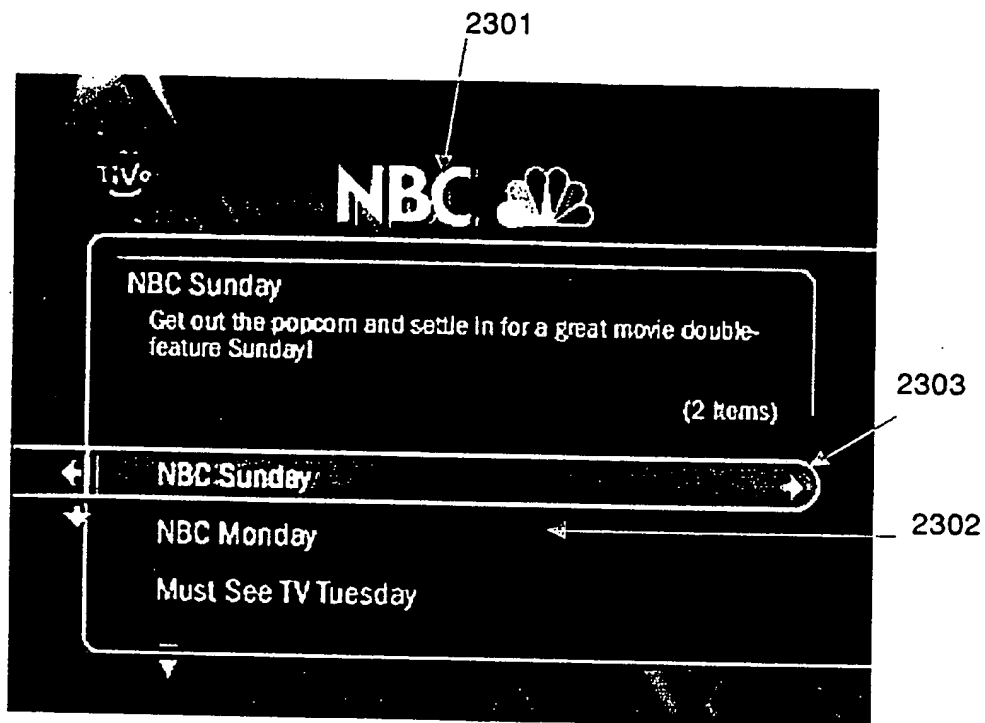 2301
TiVo
NBC
NBC Sunday
Get out the popcorn and settle in for a great movie double-
feature Sunday!
(2 items)
2303
NBC Sunday
2302
NBC Monday
Must See TV Tuesday